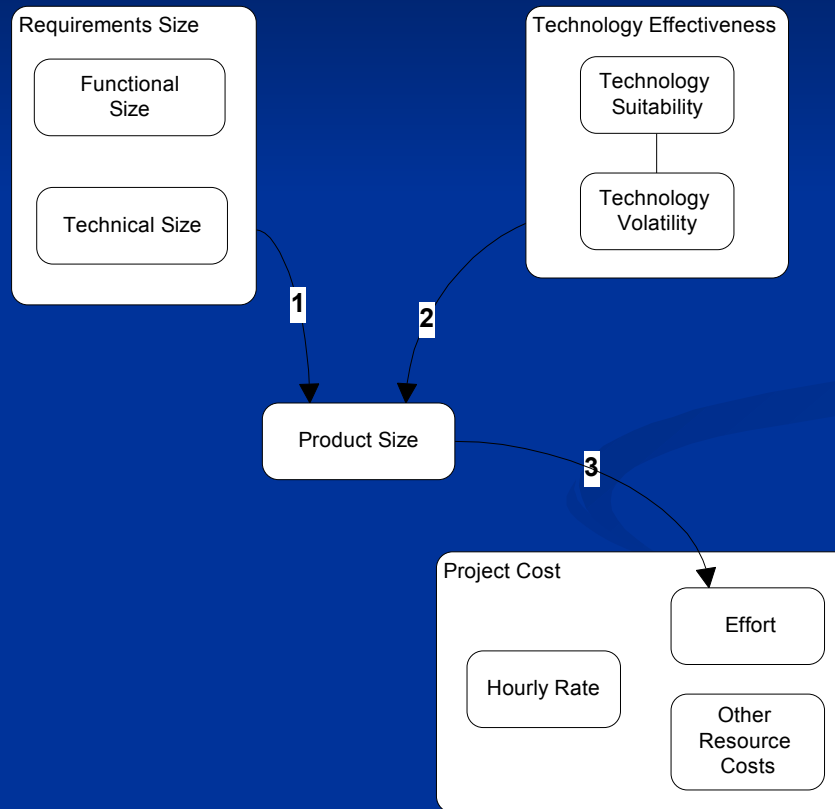 Requirements Size
Functional
Size
Technical Size
Technology Effectiveness
Technology
Suitability
Technology
Volatility
1
2
Product Size
3
Project Cost
Effort
Hourly Rate
Other
Resource
Costs